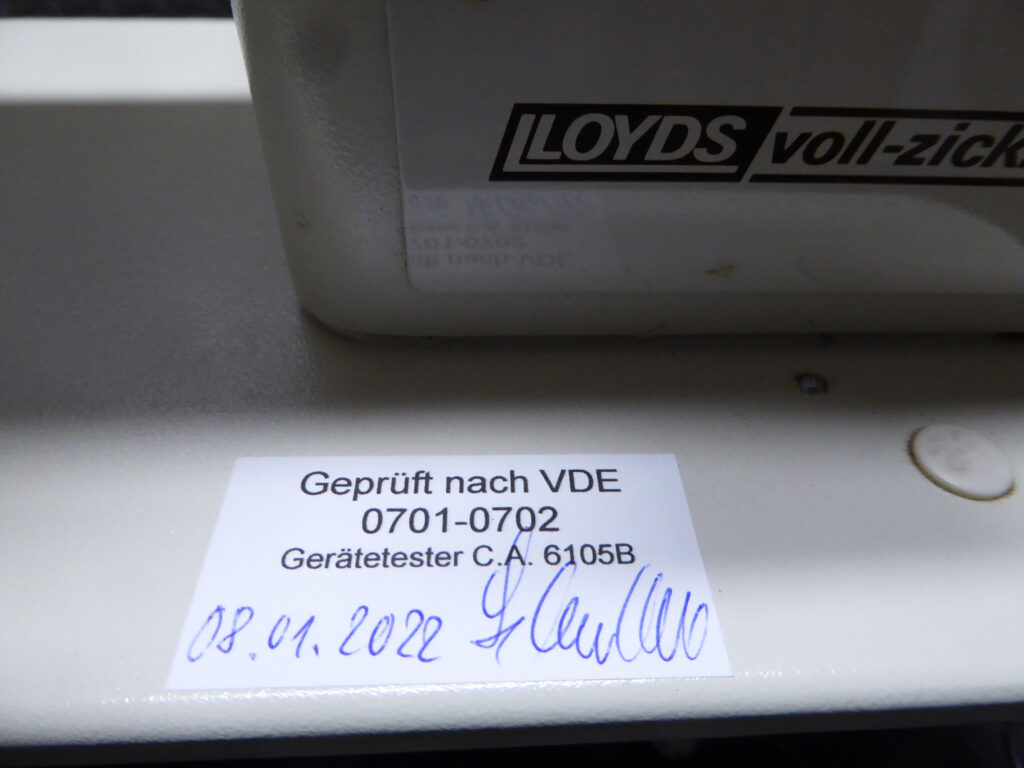 LLOYDS voll-zick
Geprüft nach VDE
0701-0702
Gerätetester C.A. 6105B
08.01.2022